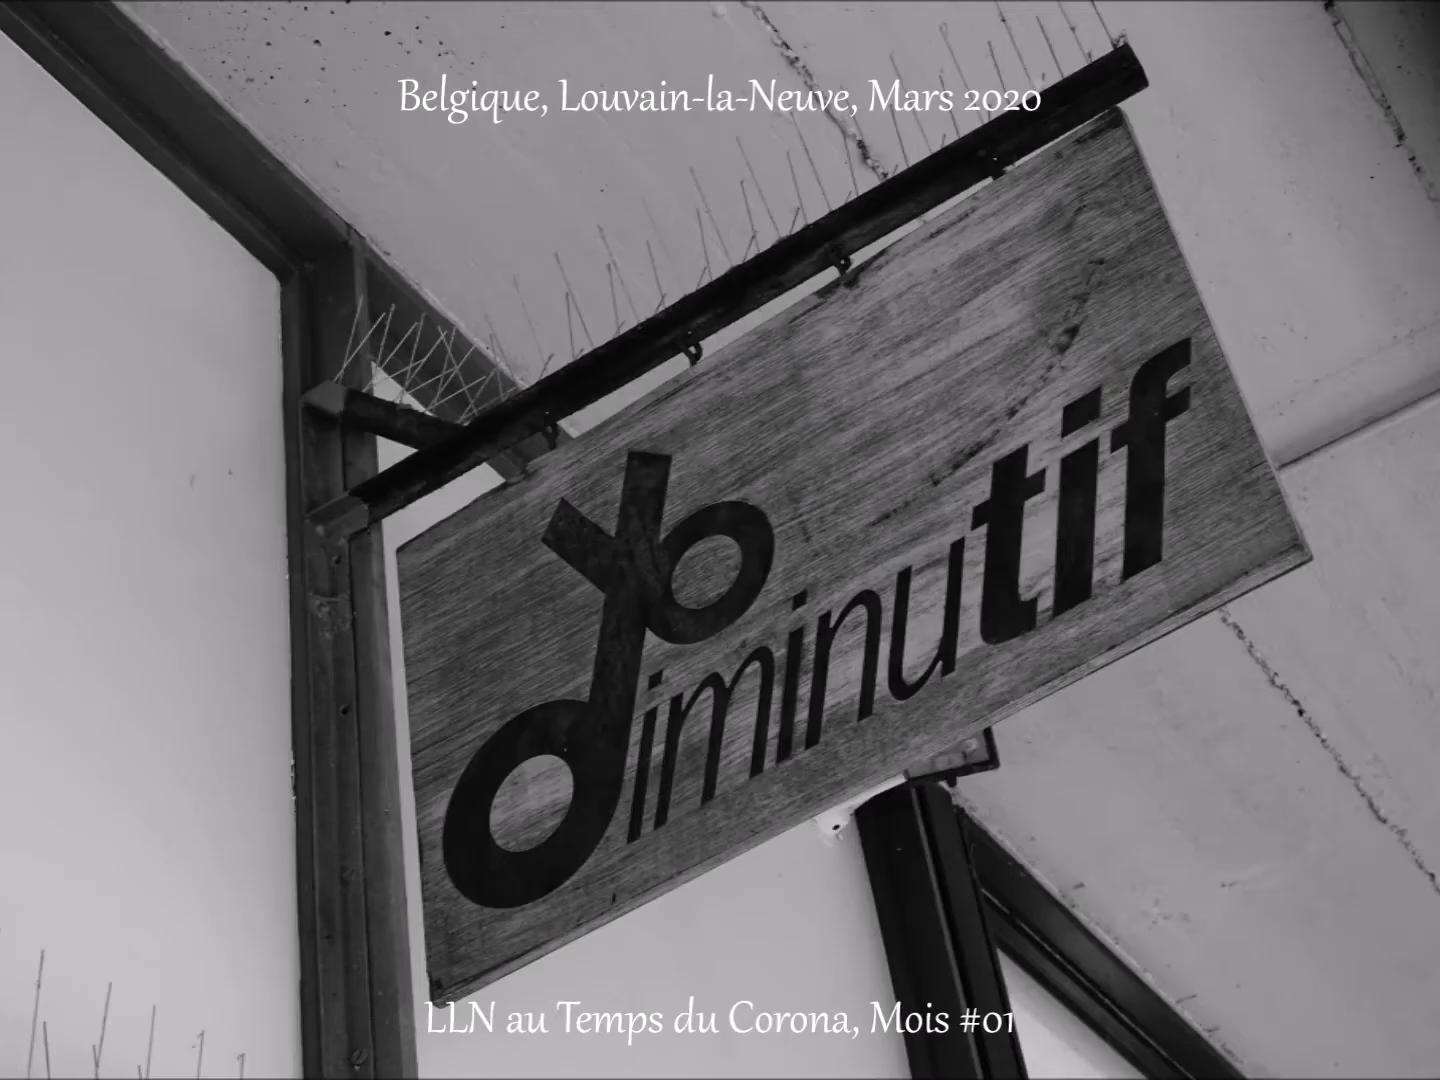 Belgique, Louvain-la-Neuve, Mars 2020
diminutif
LLN au Temps du Corona, Mois #01